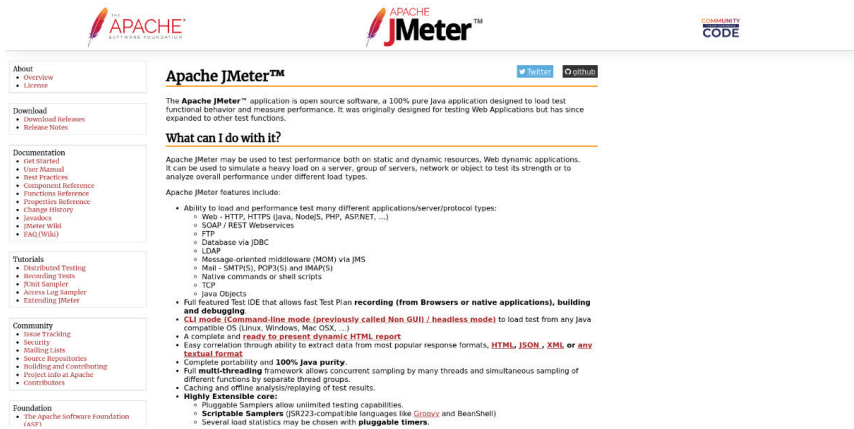 THE
APACHE®
SOFTWARE FOUNDATION
APACHE
JMeter™
COMMUNITY
CODE
About
Overview
License
Download
Download Releases
Release Notes
Documentation
Get Started
User Manual
Best Practices
Component Reference
Functions Reference
Properties Reference
Change History
Javadocs
JMeter Wiki
FAQ (Wiki)
Tutorials
Distributed Testing
Recording Tests
JUnit Sampler
Access Log Sampler
Extending JMeter
Community
Issue Tracking
Security
Mailing Lists
Source Repositories
Building and Contributing
Project info at Apache
Contributors
Foundation
The Apache Software Foundation
(ASF)
Apache JMeter™
Twitter
github
The Apache JMeter™ application is open source software, a 100% pure Java application designed to load test
functional behavior and measure performance. It was originally designed for testing Web Applications but has since
expanded to other test functions.
What can I do with it?
Apache JMeter may be used to test performance both on static and dynamic resources, Web dynamic applications.
It can be used to simulate a heavy load on a server, group of servers, network or object to test its strength or to
analyze overall performance under different load types.
Apache JMeter features include:
Ability to load and performance test many different applications/server/protocol types:
Web - HTTP, HTTPS (Java, NodeJS, PHP, ASP.NET, ...)
SOAP / REST Webservices
FTP
Database via JDBC
LDAP
Message-oriented middleware (MOM) via JMS
Mail - SMTP(S), POP3(S) and IMAP(S)
Native commands or shell scripts
TCP
Java Objects
Full featured Test IDE that allows fast Test Plan recording (from Browsers or native applications), building
and debugging.
CLI mode (Command-line mode (previously called Non GUI) / headless mode) to load test from any Java
compatible OS (Linux, Windows, Mac OSX, ...)
A complete and ready to present dynamic HTML report
Easy correlation through ability to extract data from most popular response formats, HTML, JSON , XML or any
textual format
Complete portability and 100% Java purity.
Full multi-threading framework allows concurrent sampling by many threads and simultaneous sampling of
different functions by separate thread groups.
Caching and offline analysis/replaying of test results.
Highly Extensible core:
Pluggable Samplers allow unlimited testing capabilities.
Scriptable Samplers (JSR223-compatible languages like Groovy and BeanShell)
Several load statistics may be chosen with pluggable timers.